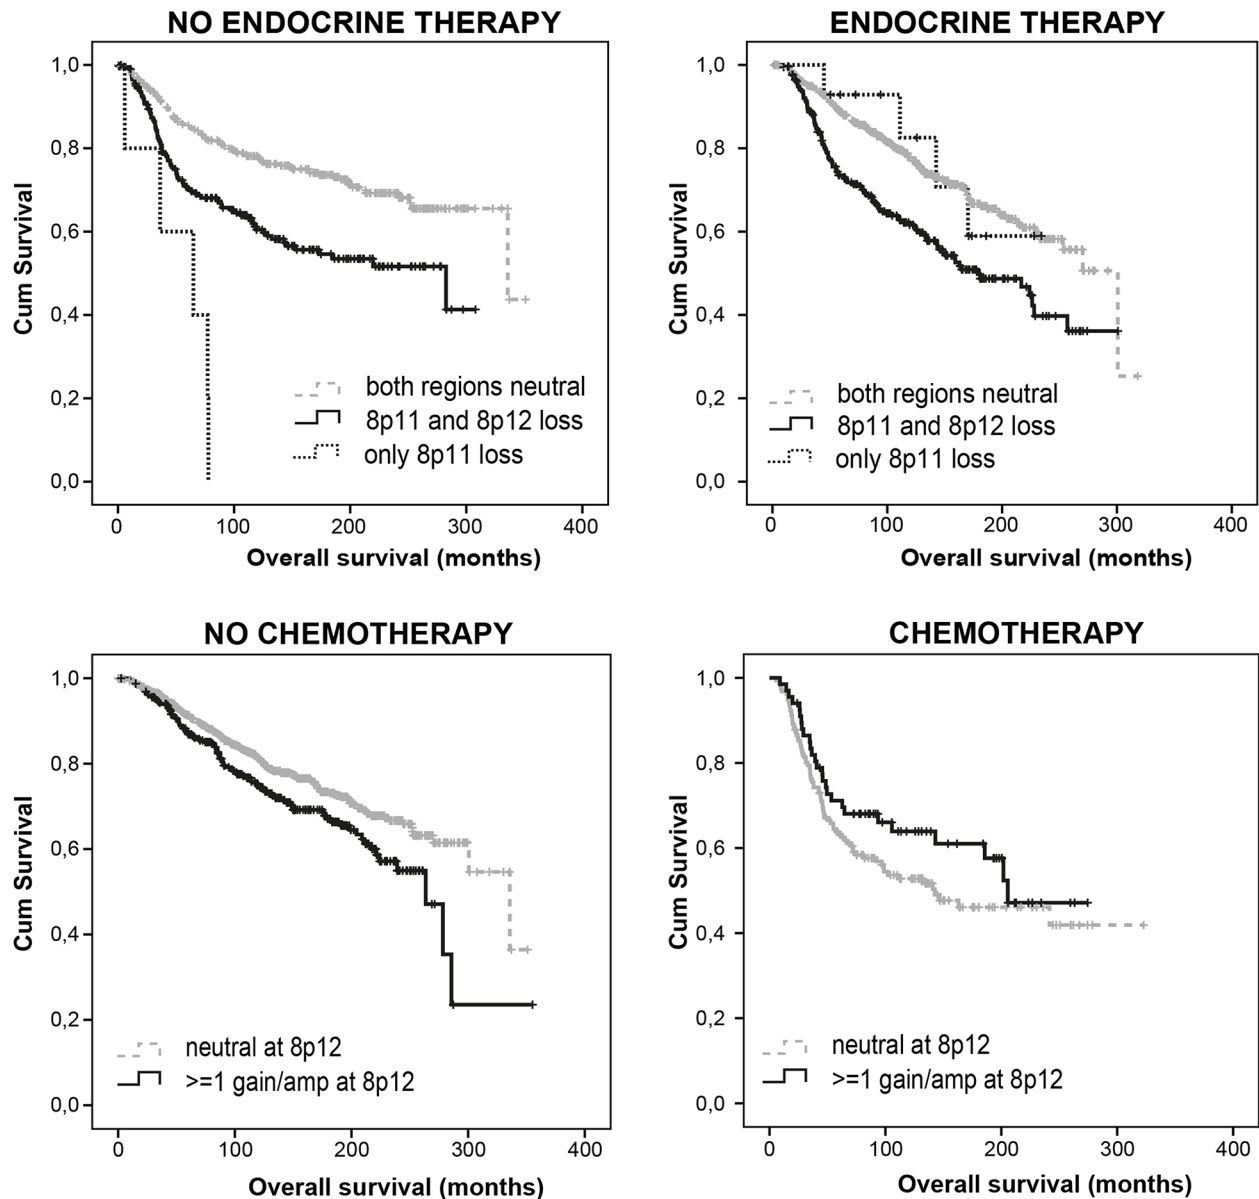 NO ENDOCRINE THERAPY
1,0
0,8
0,6
0,4
0,2
0,0
Cum Survival
both regions neutral
8p11 and 8p12 loss
only 8p11 loss
0 100 200 300 400
Overall survival (months)
ENDOCRINE THERAPY
1,0
0,8
0,6
0,4
0,2
0,0
Cum Survival
both regions neutral
8p11 and 8p12 loss
only 8p11 loss
0 100 200 300 400
Overall survival (months)
NO CHEMOTHERAPY
1,0
0,8
0,6
0,4
0,2
0,0
Cum Survival
neutral at 8p12
>=1 gain/amp at 8p12
0 100 200 300 400
Overall survival (months)
CHEMOTHERAPY
1,0
0,8
0,6
0,4
0,2
0,0
Cum Survival
neutral at 8p12
>=1 gain/amp at 8p12
0 100 200 300 400
Overall survival (months)